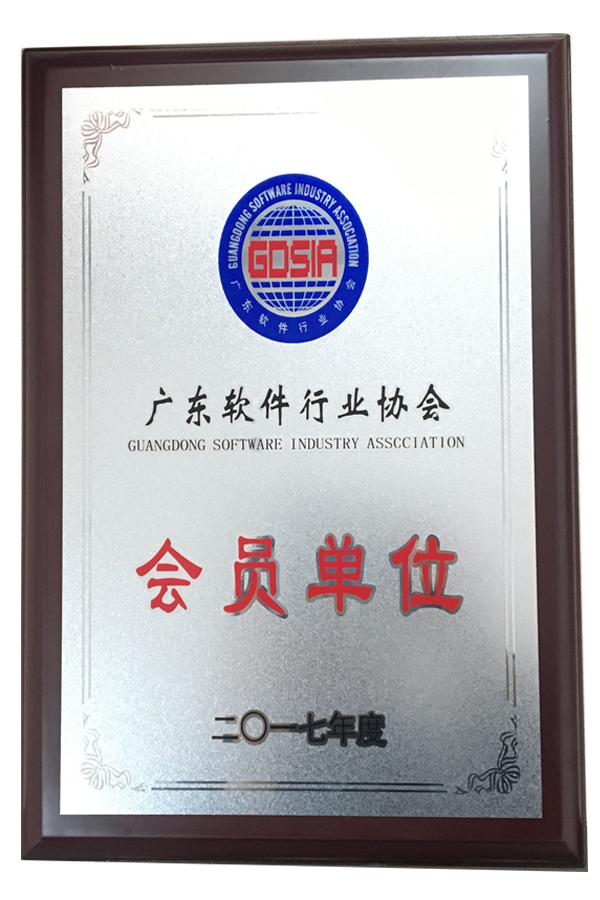 GUANGDONG SOFTWARE INDUSTRY ASSOCIATION
GDSIA
广东软件行业协会
广东软件行业协会
GUANGDONG SOFTWARE INDUSTRY ASSCCIATION
会员单位
二〇一七年度